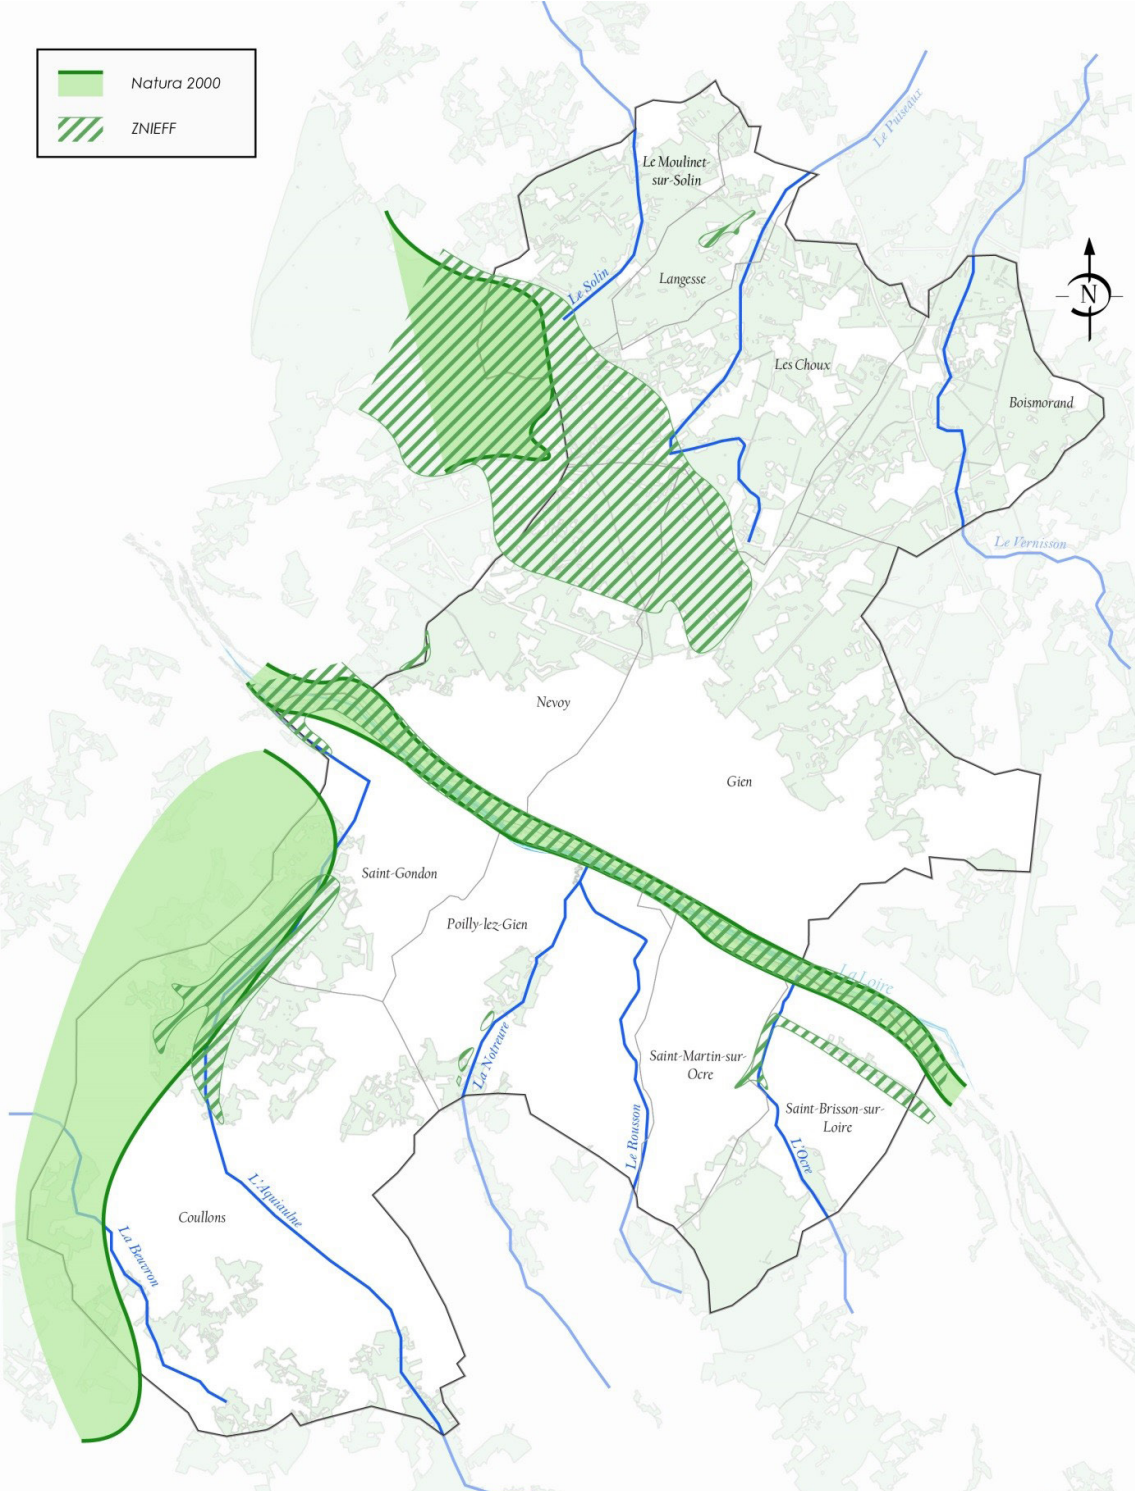 Natura 2000
ZNIEFF
Le Puiseaux
Le Moulinet-
sur-Solin
Langesse
Le Solin
N
Les Choux
Boismorand
Le Vernisson
Nevoy
Gien
Saint-Gondon
Poilly-lez-Gien
La Loire
La Notreure
Saint-Martin-sur-
Ocre
Saint-Brisson-sur-
Loire
Le Rousson
L'Ocre
L'Aquiaulne
Coullons
La Beuvron